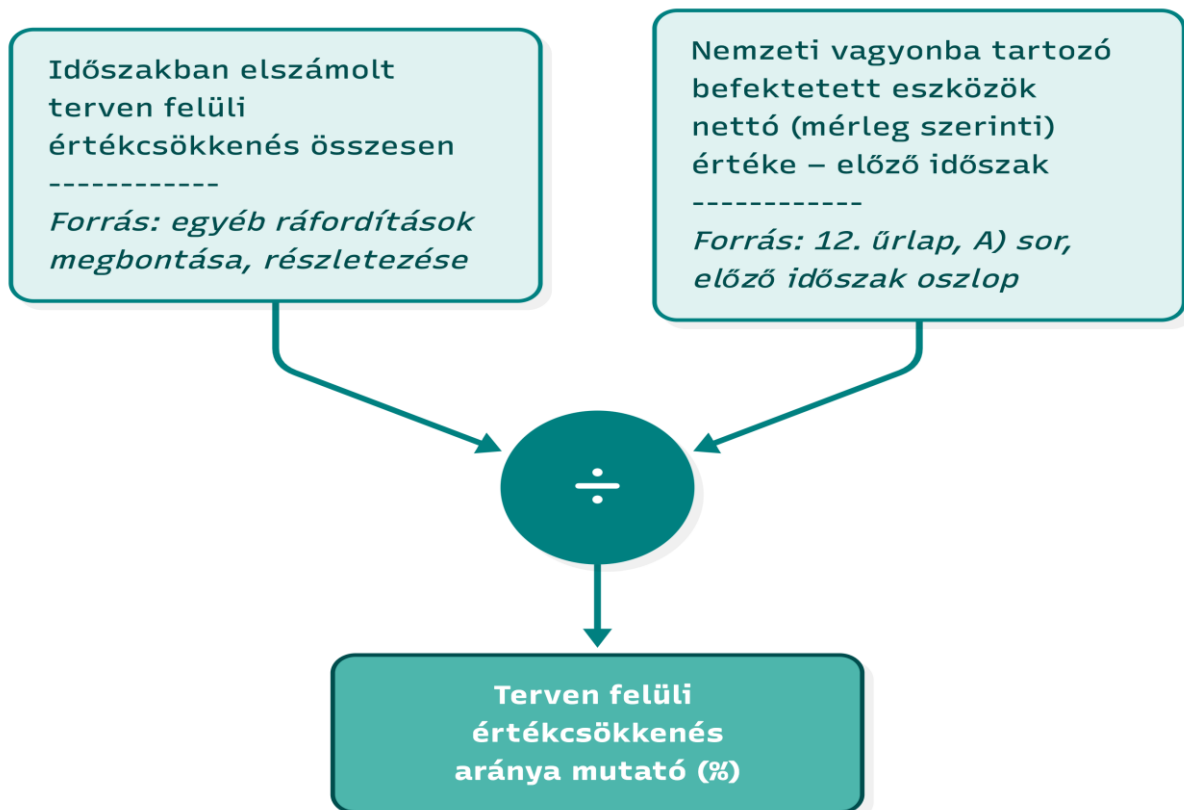 Időszakban elszámolt
terven felüli
értékcsökkenés összesen
------------
Forrás: egyéb ráfordítások
megbontása, részletezése
Nemzeti vagyonba tartozó
befektetett eszközök
nettó (mérleg szerinti)
értéke – előző időszak
------------
Forrás: 12. űrlap, A) sor,
előző időszak oszlop
÷
Terven felüli
értékcsökkenés
aránya mutató (%)